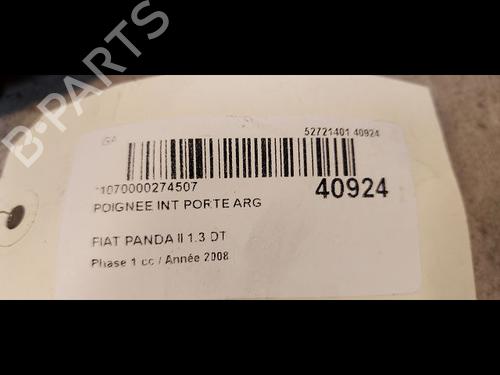 B-PARTS
GA
52721401 40924
1070000274507
40924
POIGNEE INT PORTE ARG
FIAT PANDA II 1.3 DT
Phase 1 cc / Année 2008